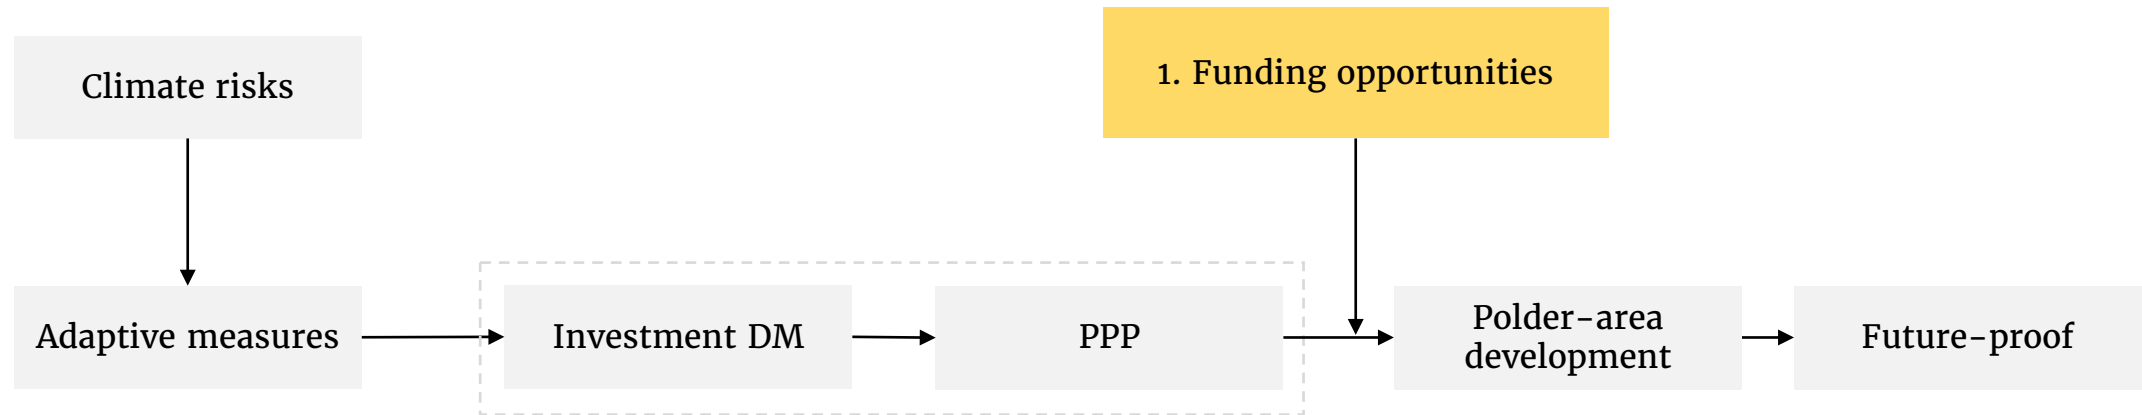 Climate risks
1. Funding opportunities
Adaptive measures
Investment DM
PPP
Polder-area
development
Future-proof